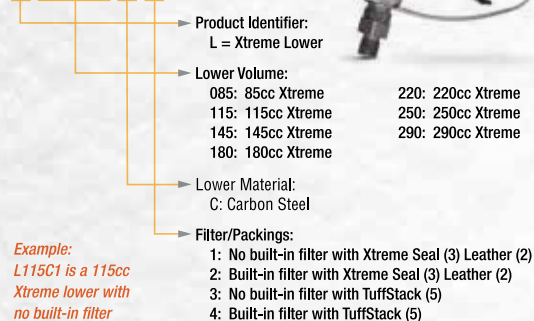 Product Identifier:
L = Xtreme Lower
Lower Volume:
085: 85cc Xtreme
115: 115cc Xtreme
145: 145cc Xtreme
180: 180cc Xtreme
220: 220cc Xtreme
250: 250cc Xtreme
290: 290cc Xtreme
Lower Material:
C: Carbon Steel
Filter/Packings:
1: No built-in filter with Xtreme Seal (3) Leather (2)
2: Built-in filter with Xtreme Seal (3) Leather (2)
3: No built-in filter with TuffStack (5)
4: Built-in filter with TuffStack (5)
Example:
L115C1 is a 115cc
Xtreme lower with
no built-in filter